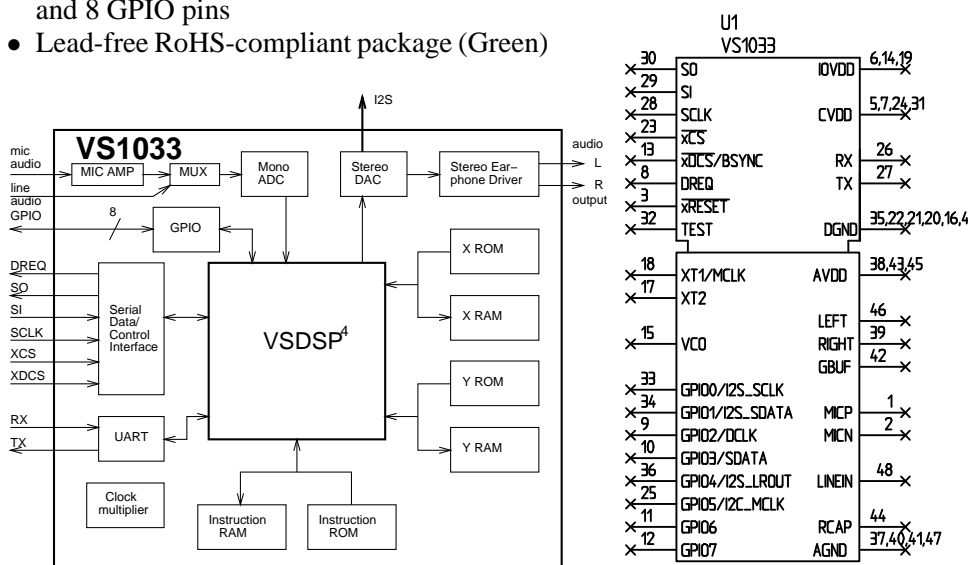 and 8 GPIO pins
• Lead-free RoHS-compliant package (Green)
I2S
VS1033
mic
audio
line
audio
GPIO
MIC AMP
MUX
Mono
ADC
Stereo
DAC
Stereo Ear–
phone Driver
audio
L
R
output
8
GPIO
DREQ
SO
SI
SCLK
XCS
XDCS
Serial
Data/
Control
Interface
VSDSP4
X ROM
X RAM
Y ROM
Y RAM
RX
TX
UART
Clock
multiplier
Instruction
RAM
Instruction
ROM
U1
VS1033
30 SO IOVDD 6,14,19
29 SI
28 SCLK CVDD 5,7,24,31
23 xCS
13 xDCS/BSYNC RX 26
8 DREQ TX 27
3 xRESET
32 TEST DGND 35,22,21,20,16,4
18 XT1/MCLK AVDD 38,43,45
17 XT2
LEFT 46
15 VCO RIGHT 39
GBUF 42
33 GPIO0/I2S_SCLK
34 GPIO1/I2S_SDATA MICP 1
9 GPIO2/DCLK MICN 2
10 GPIO3/SDATA
36 GPIO4/I2S_LROUT LINEIN 48
25 GPIO5/I2C_MCLK
11 GPIO6 RCAP 44
12 GPIO7 AGND 37,40,41,47